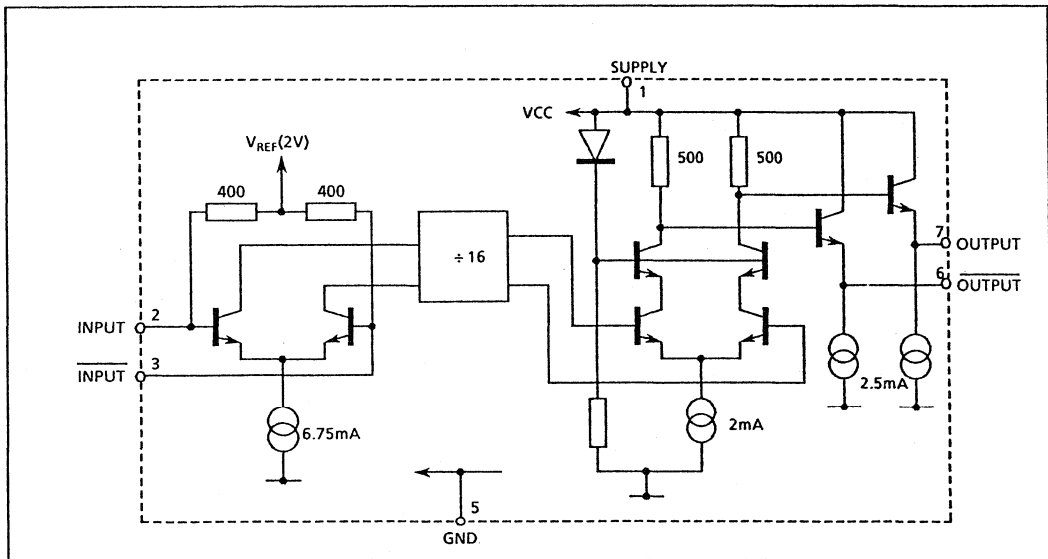 SUPPLY
1
VCC
V_REF(2V)
400 400
500 500
÷ 16
7
OUTPUT
6
OUTPUT
2
INPUT
3
INPUT
2.5mA
6.75mA
2mA
5
GND